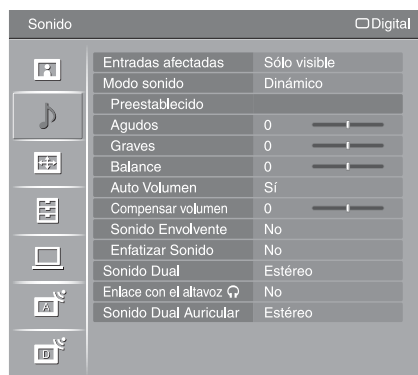 Sonido Digital
Entradas afectadas Sólo visible
Modo sonido Dinámico
Preestablecido
Agudos 0
Graves 0
Balance 0
Auto Volumen Sí
Compensar volumen 0
Sonido Envolvente No
Enfatizar Sonido No
Sonido Dual Estéreo
Enlace con el altavoz No
Sonido Dual Auricular Estéreo
A
D